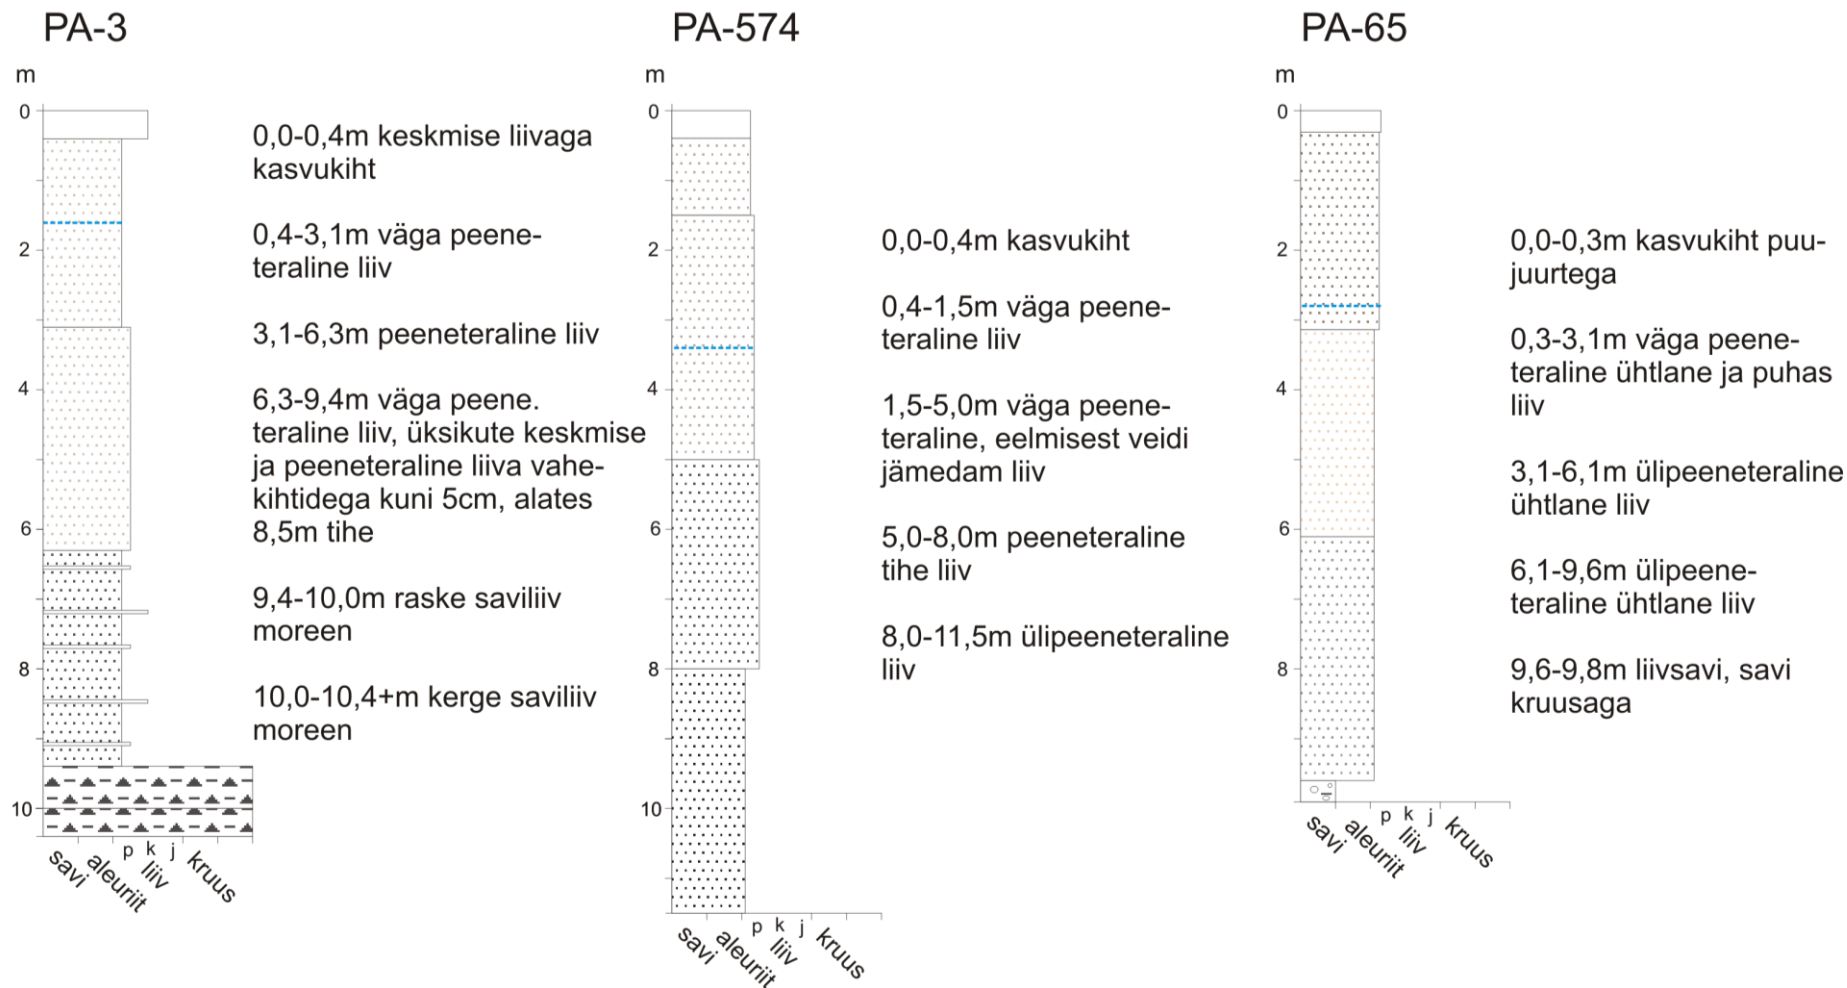 PA-3
m
0
2
4
6
8
10
savi
aleuriit
p k j
liiv
kruus
0,0-0,4m keskmise liivaga
kasvukiht
0,4-3,1m väga peene-
teraline liiv
3,1-6,3m peeneteraline liiv
6,3-9,4m väga peene.
teraline liiv, üksikute keskmise
ja peeneteraline liiva vahe-
kihtidega kuni 5cm, alates
8,5m tihe
9,4-10,0m raske saviliiv
moreen
10,0-10,4+m kerge saviliiv
moreen
PA-574
m
0
2
4
6
8
10
savi
aleuriit
p k j
liiv
kruus
0,0-0,4m kasvukiht
0,4-1,5m väga peene-
teraline liiv
1,5-5,0m väga peene-
teraline, eelmisest veidi
jämedam liiv
5,0-8,0m peeneteraline
tihe liiv
8,0-11,5m ülipeeneteraline
liiv
PA-65
m
0
2
4
6
8
savi
aleuriit
p k j
liiv
kruus
0,0-0,3m kasvukiht puu-
juurtega
0,3-3,1m väga peene-
teraline ühtlane ja puhas
liiv
3,1-6,1m ülipeeneteraline
ühtlane liiv
6,1-9,6m ülipeene-
teraline ühtlane liiv
9,6-9,8m liivsavi, savi
kruusaga